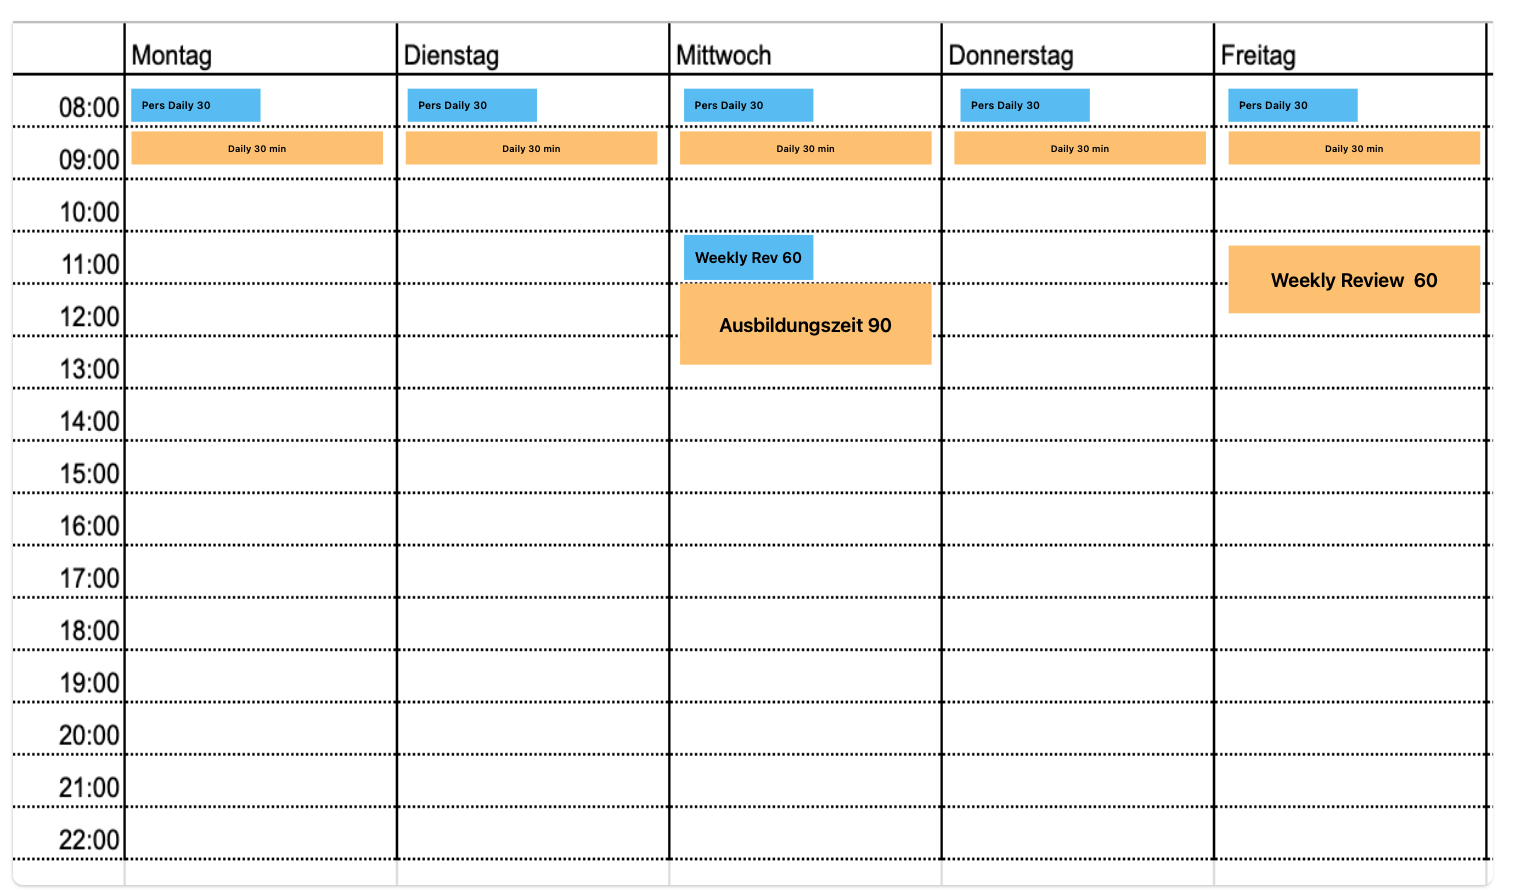 Montag Dienstag Mittwoch Donnerstag Freitag
08:00 Pers Daily 30 Pers Daily 30 Pers Daily 30 Pers Daily 30 Pers Daily 30
09:00 Daily 30 min Daily 30 min Daily 30 min Daily 30 min Daily 30 min
10:00
11:00 Weekly Rev 60 Weekly Review 60
12:00 Ausbildungszeit 90
13:00
14:00
15:00
16:00
17:00
18:00
19:00
20:00
21:00
22:00